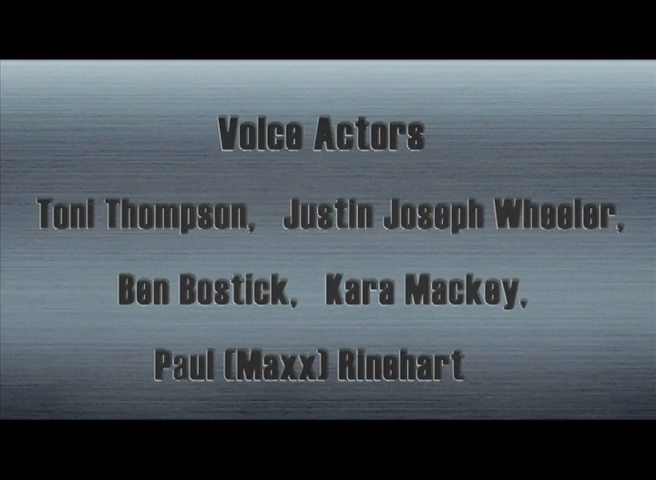 Voice Actors
Toni Thompson, Justin Joseph Wheeler,
Ben Bostick, Kara Mackey,
Paul (Maxx) Rinehart